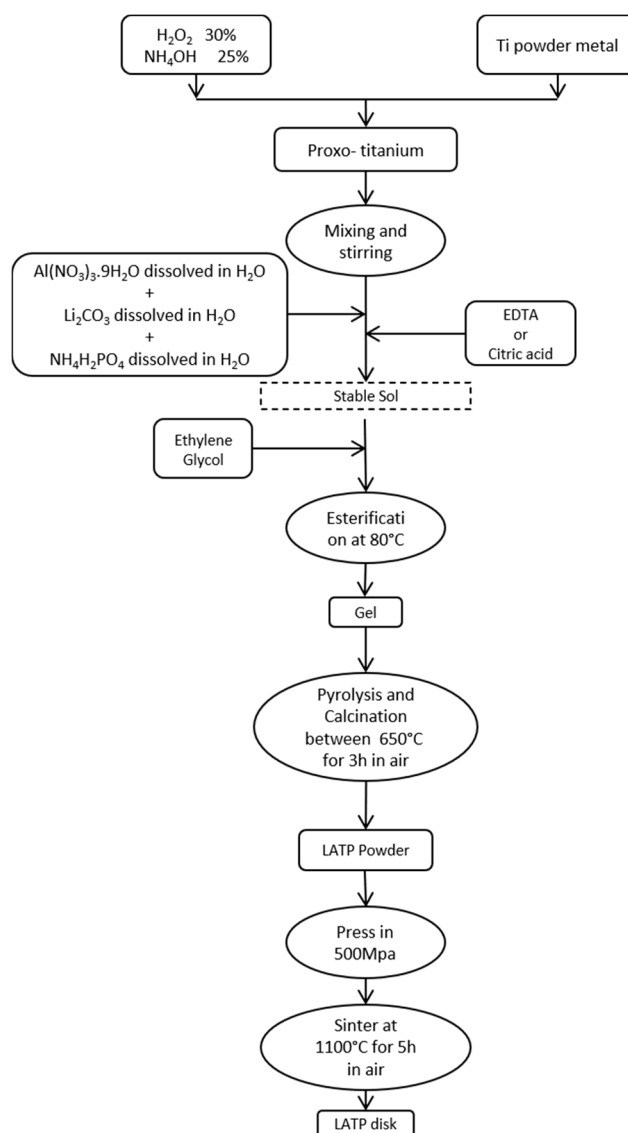 H₂O₂ 30%
NH₄OH 25%
Ti powder metal
Proxo- titanium
Mixing and
stirring
Al(NO₃)₃.9H₂O dissolved in H₂O
+
Li₂CO₃ dissolved in H₂O
+
NH₄H₂PO₄ dissolved in H₂O
EDTA
or
Citric acid
Stable Sol
Ethylene
Glycol
Esterificati
on at 80°C
Gel
Pyrolysis and
Calcination
between 650°C
for 3h in air
LATP Powder
Press in
500Mpa
Sinter at
1100°C for 5h
in air
LATP disk